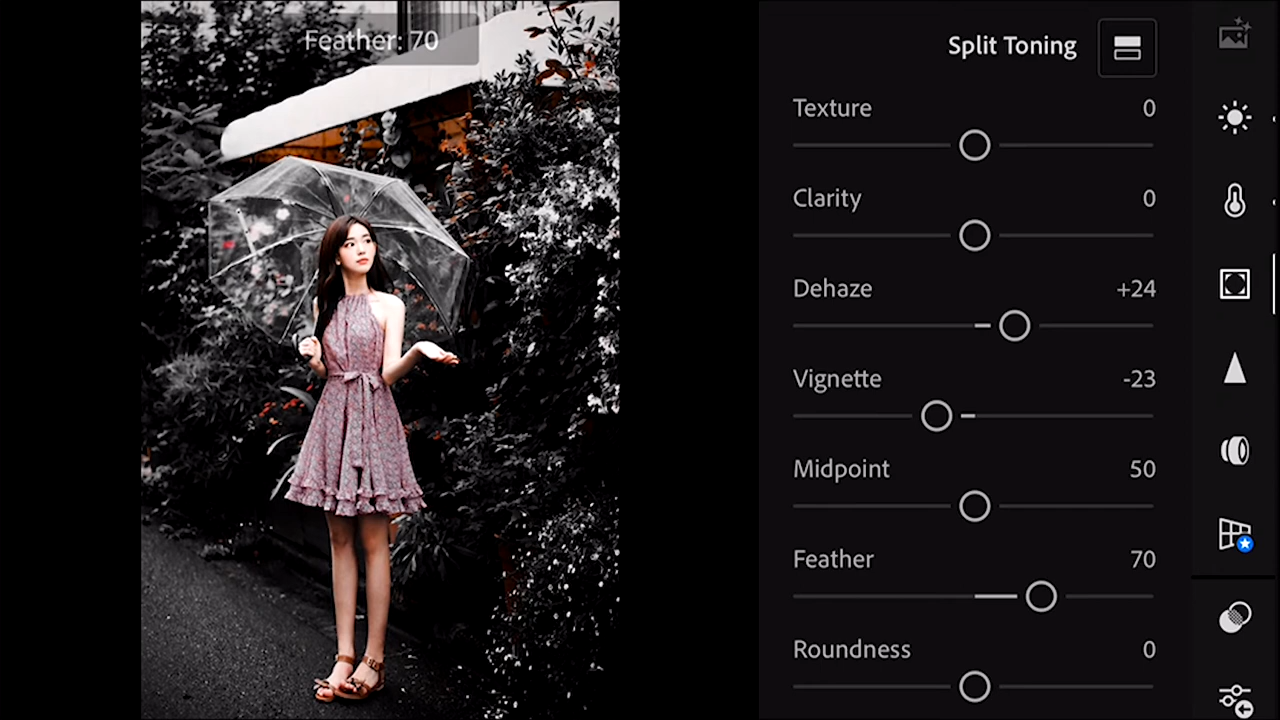 Feather: 70
Split Toning
Texture 0
Clarity 0
Dehaze +24
Vignette -23
Midpoint 50
Feather 70
Roundness 0